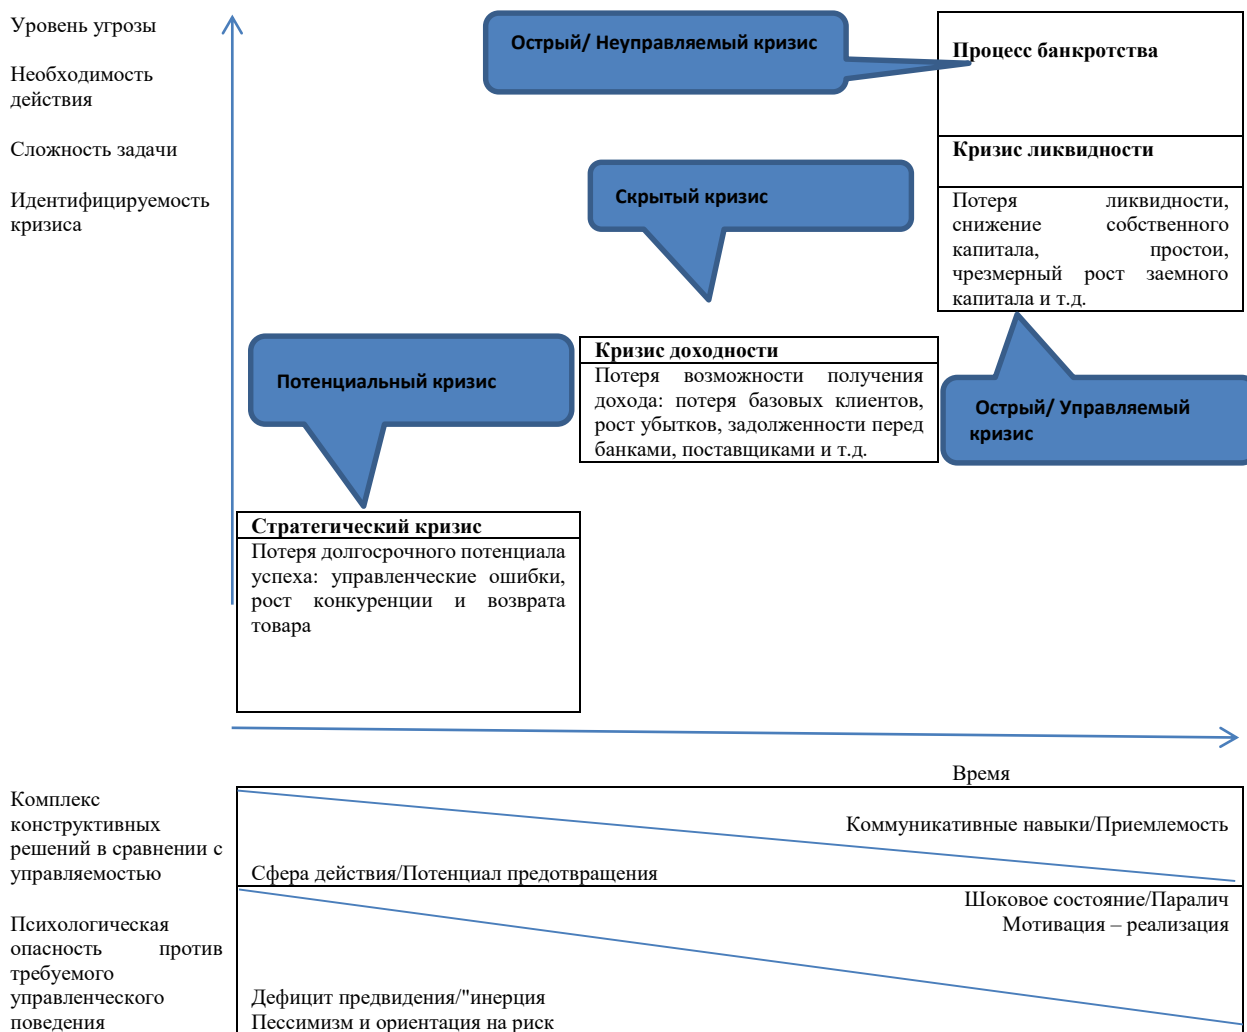 Уровень угрозы
Необходимость
действия
Сложность задачи
Идентифицируемость
кризиса
Острый/ Неуправляемый кризис
Процесс банкротства
Кризис ликвидности
Потеря ликвидности,
снижение собственного
капитала, простои,
чрезмерный рост заемного
капитала и т.д.
Скрытый кризис
Потенциальный кризис
Кризис доходности
Потеря возможности получения
дохода: потеря базовых клиентов,
рост убытков, задолженности перед
банками, поставщиками и т.д.
Острый/ Управляемый
кризис
Стратегический кризис
Потеря долгосрочного потенциала
успеха: управленческие ошибки,
рост конкуренции и возврата
товара
Время
Комплекс
конструктивных
решений в сравнении с
управляемостью
Коммуникативные навыки/Приемлемость
Сфера действия/Потенциал предотвращения
Психологическая
опасность против
требуемого
управленческого
поведения
Шоковое состояние/Паралич
Мотивация – реализация
Дефицит предвидения/"инерция
Пессимизм и ориентация на риск